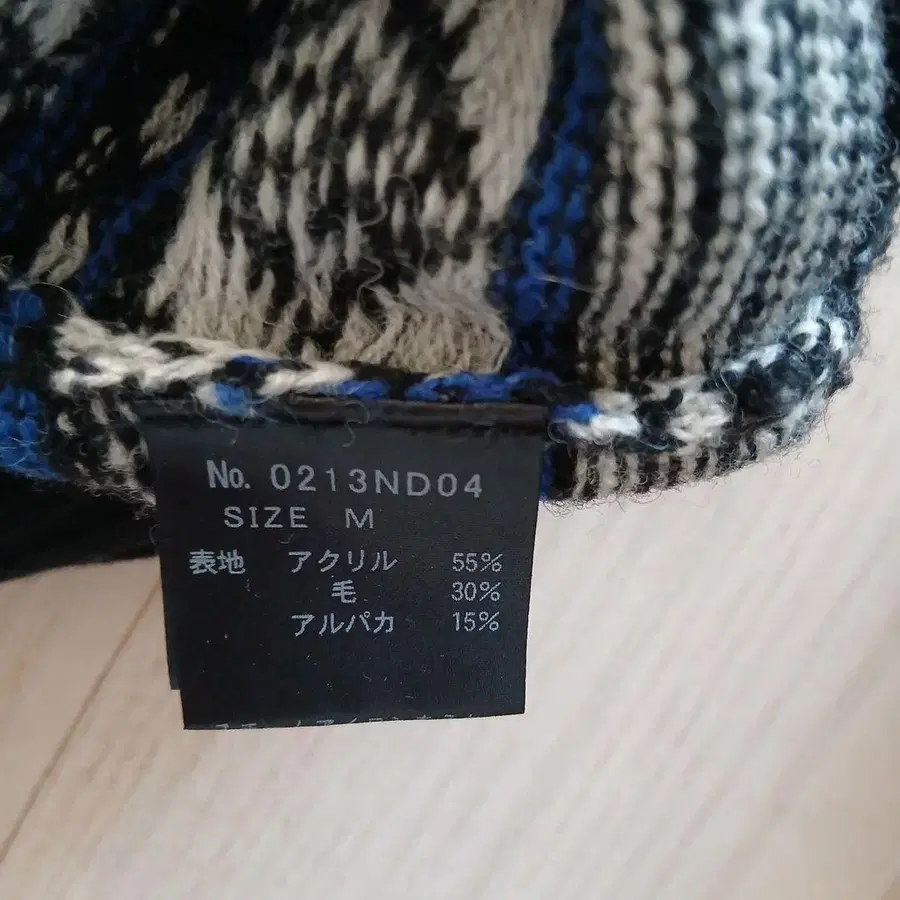 No. 0213ND04
SIZE M
表地 アクリル 55%
毛 30%
アルパカ 15%